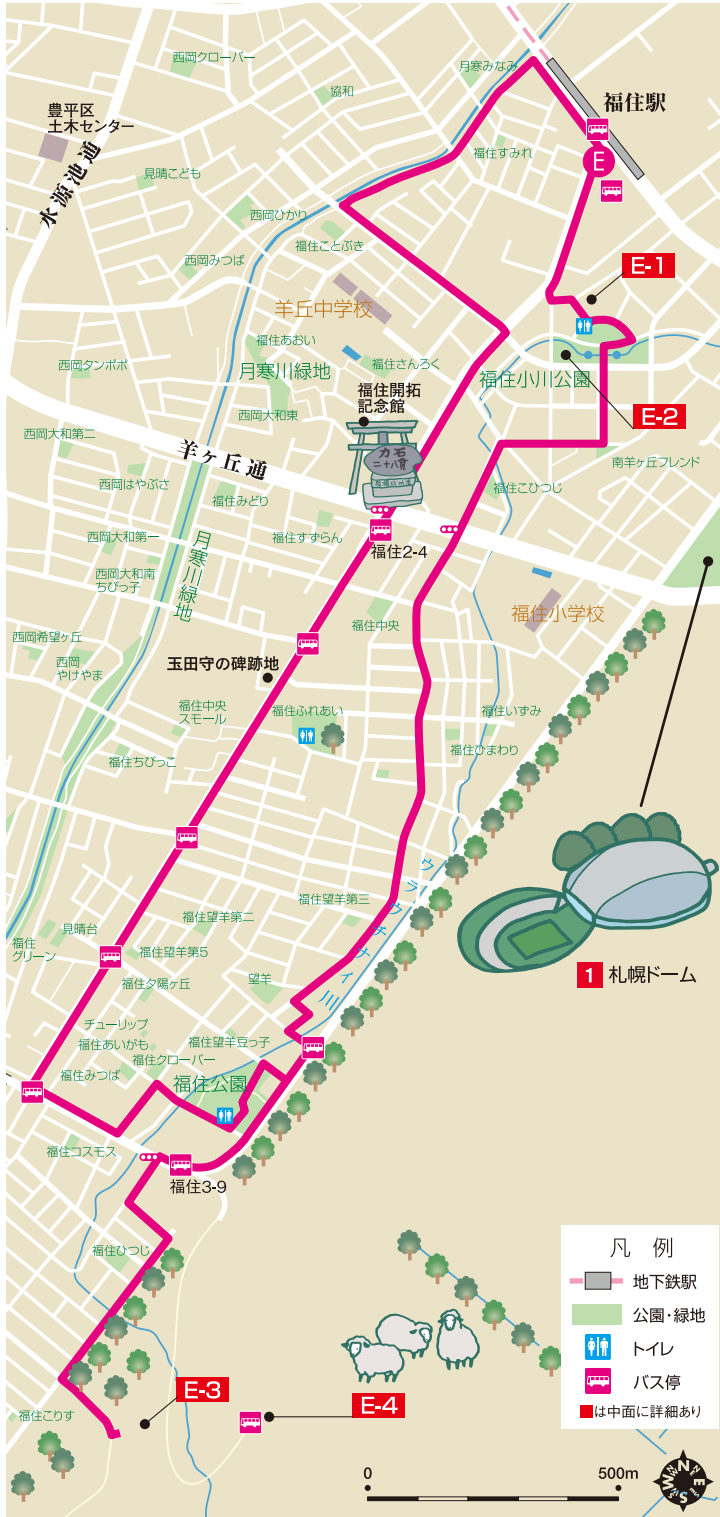 西岡クローバー
月寒みなみ
福住駅
協和
豊平区
土木センター
水源池通
福住すみれ
E
見晴こども
西岡ひかり
福住ことぶき
西岡みつば
E-1
羊丘中学校
福住あおい
月寒川緑地
福住さんろく
西岡タンポポ
福住小川公園
福住開拓
記念館
西岡大和東
E-2
西岡大和第二
羊ヶ丘通
力石
二十八貫
南羊ヶ丘フレンド
西岡はやぶさ
福住みどり
福住こひつじ
西岡大和第一
福住すずらん
福住2-4
月寒川緑地
西岡大和南
ちびっ子
福住小学校
福住中央
西岡希望ヶ丘
西岡
やけやま
玉田守の碑跡地
福住中央
スモール
福住ふれあい
福住いずみ
福住ひまわり
福住ちびっこ
ウラウチナイ川
福住望羊第三
福住望羊第二
見晴台
福住
グリーン
福住望羊第5
福住夕陽ヶ丘
望羊
1 札幌ドーム
チューリップ
福住あいがも
福住望羊豆っ子
福住クローバー
福住みつば
福住公園
福住コスモス
福住3-9
福住ひつじ
凡 例
地下鉄駅
公園・緑地
トイレ
バス停
■は中面に詳細あり
E-3
E-4
福住こりす
0 500m
N
E
S
W